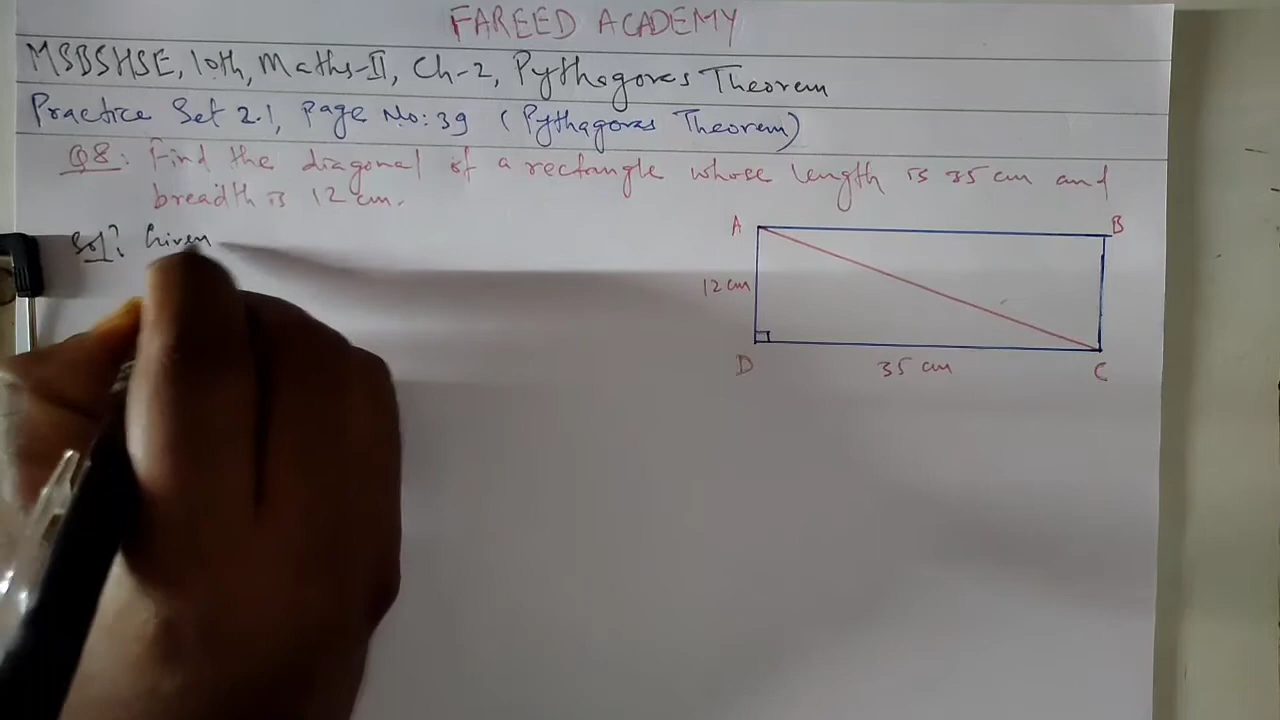 FAREED ACADEMY
MSBSHSE, 10th, Maths-II, Ch-2, Pythagoras Theorem
Practice Set 2.1, Page No: 39 (Pythagoras Theorem)
Q8: Find the diagonal of a rectangle whose length is 35 cm and
breadth is 12 cm.
Sol? Given
A
B
12 cm
D
35 cm
C